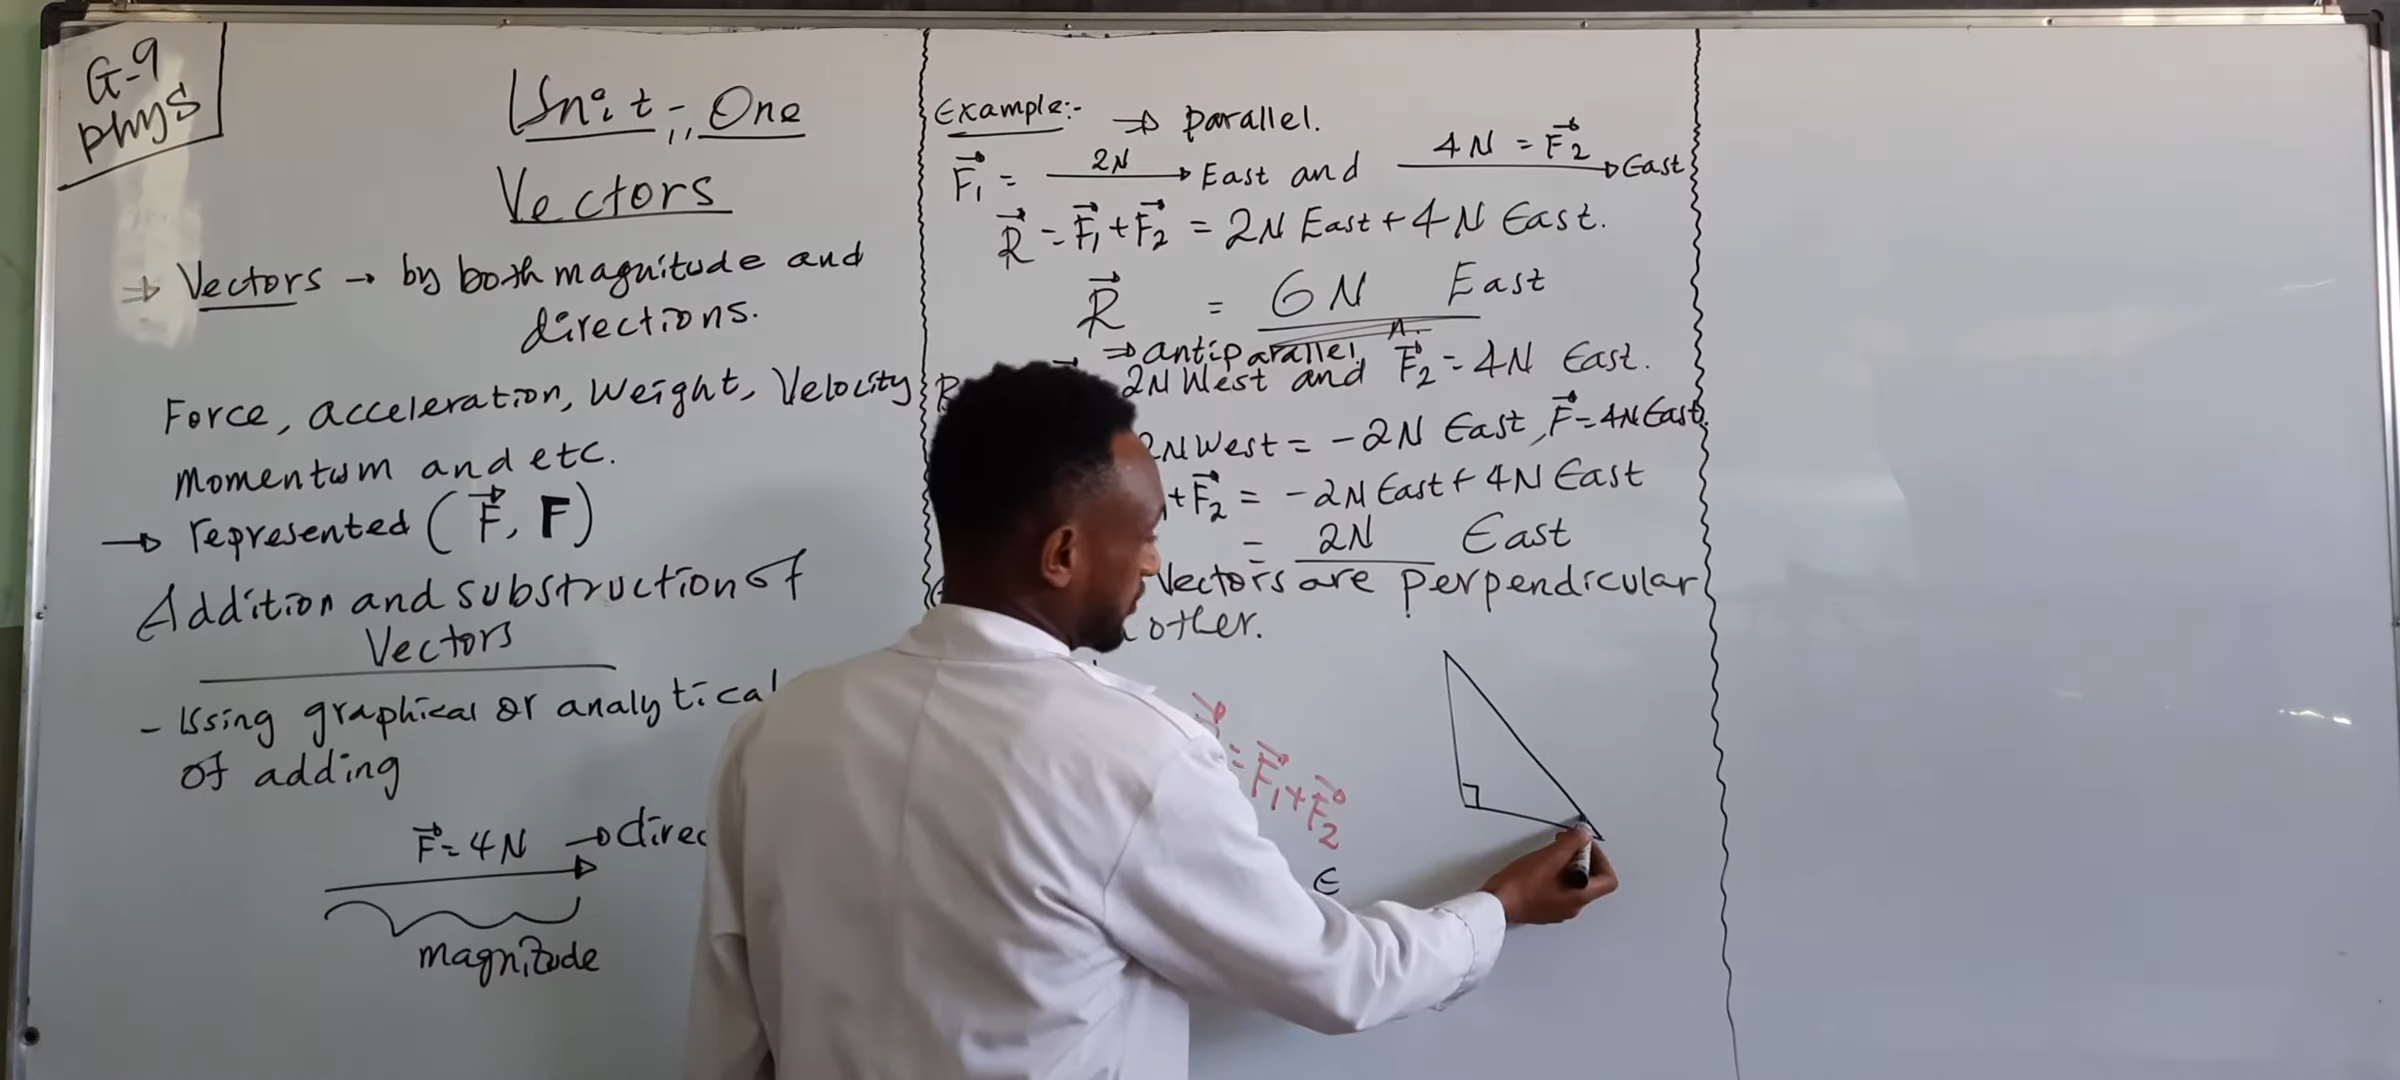 G-9
phys
Unit:- One
Vectors
⇒ Vectors → by both magnitude and
directions.
Force, acceleration, Weight, Velocity
momentum and etc.
→ represented (F⃗, F)
Addition and substruction of
Vectors
- Using graphical or analytical
of adding
F⃗ = 4N → direc
magnitude
Example:- ⇒ parallel.
F⃗₁ = 2N → East and 4N = F⃗₂ → East
R⃗ = F⃗₁ + F⃗₂ = 2N East + 4N East.
R⃗ = 6N East
⇒ antiparallel
2N West and F⃗₂ = 4N East.
2N West = -2N East, F⃗ = 4N East.
+ F⃗₂ = -2N East + 4N East
= 2N East
Vectors are perpendicular
other.
= F⃗₁ + F⃗₂
E